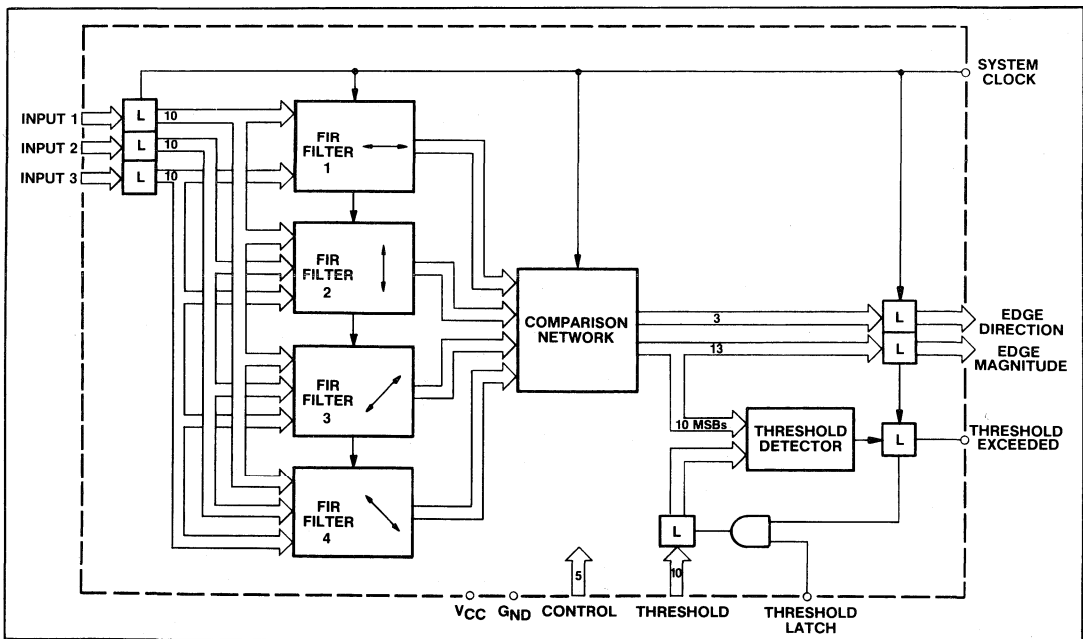 SYSTEM
CLOCK
INPUT 1
L
10
INPUT 2
L
10
INPUT 3
L
10
FIR
FILTER
1
FIR
FILTER
2
FIR
FILTER
3
FIR
FILTER
4
COMPARISON
NETWORK
3
13
L
L
EDGE
DIRECTION
EDGE
MAGNITUDE
10 MSBs
THRESHOLD
DETECTOR
L
THRESHOLD
EXCEEDED
L
5
10
VCC
GND
CONTROL
THRESHOLD
THRESHOLD
LATCH